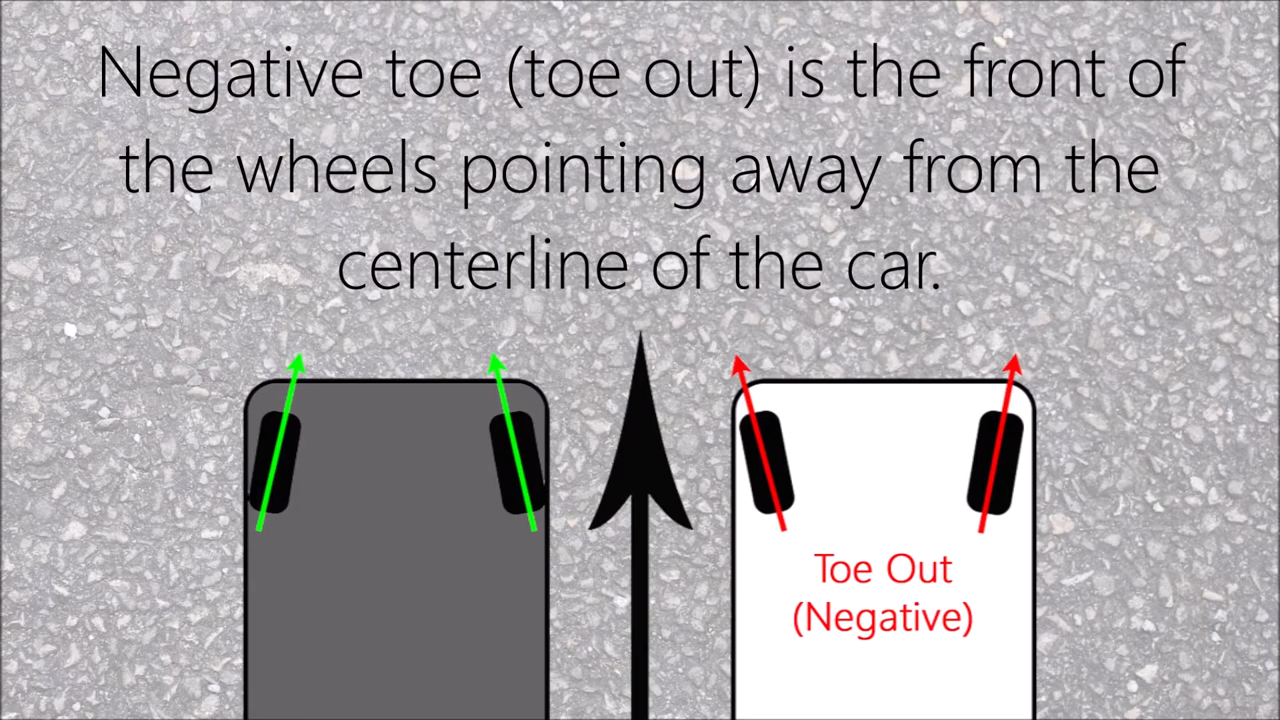 Negative toe (toe out) is the front of
the wheels pointing away from the
centerline of the car.
Toe Out
(Negative)